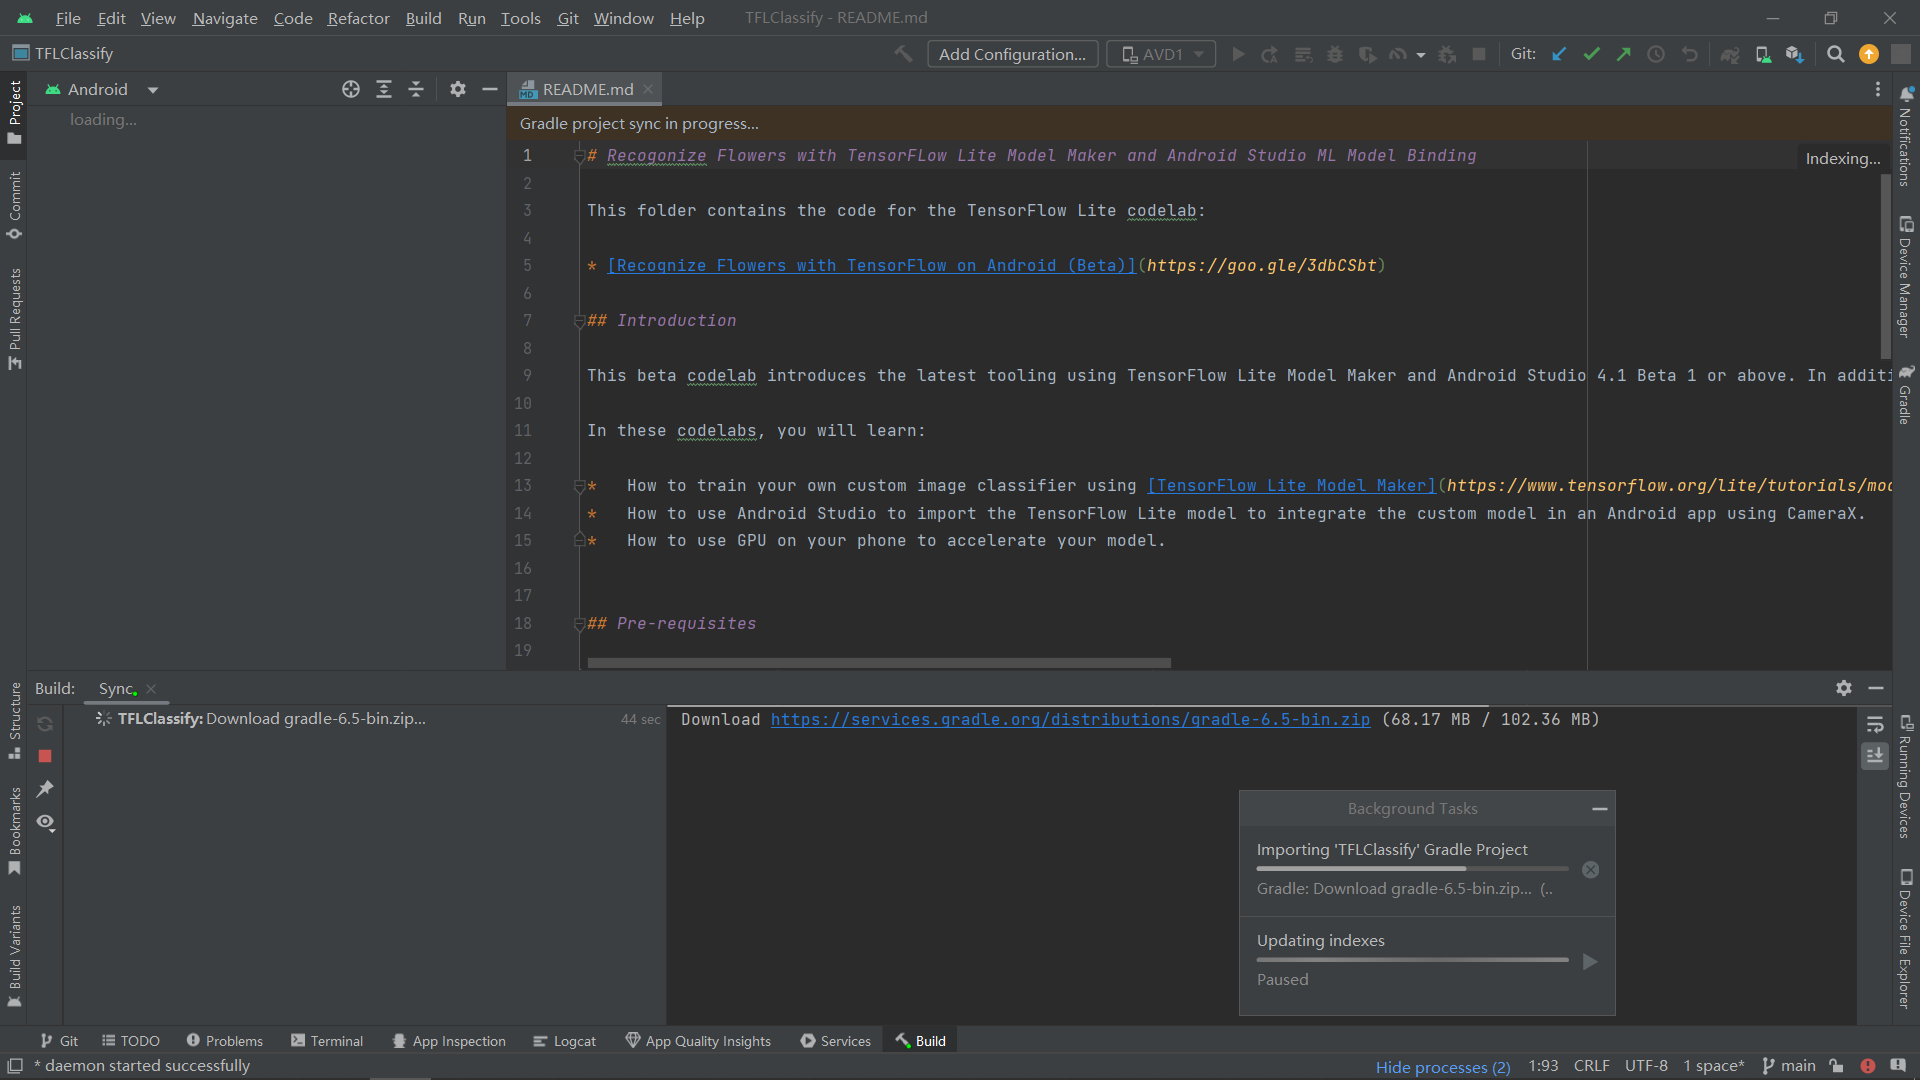 File Edit View Navigate Code Refactor Build Run Tools Git Window Help TFLClassify - README.md
TFLClassify Add Configuration... AVD1 Git:
Project
Android
README.md
loading...
Gradle project sync in progress...
Indexing...
1 # Recogonize Flowers with TensorFLow Lite Model Maker and Android Studio ML Model Binding
2
3 This folder contains the code for the TensorFlow Lite codelab:
4
5 * [Recognize Flowers with TensorFlow on Android (Beta)](https://goo.gle/3dbCSbt)
6
7 ## Introduction
8
9 This beta codelab introduces the latest tooling using TensorFlow Lite Model Maker and Android Studio 4.1 Beta 1 or above. In additi
10
11 In these codelabs, you will learn:
12
13 * How to train your own custom image classifier using [TensorFlow Lite Model Maker](https://www.tensorflow.org/lite/tutorials/mod
14 * How to use Android Studio to import the TensorFlow Lite model to integrate the custom model in an Android app using CameraX.
15 * How to use GPU on your phone to accelerate your model.
16
17
18 ## Pre-requisites
19
Commit
Pull Requests
Structure
Bookmarks
Build Variants
Notifications
Device Manager
Gradle
Running Devices
Device File Explorer
Build: Sync
TFLClassify: Download gradle-6.5-bin.zip... 44 sec
Download https://services.gradle.org/distributions/gradle-6.5-bin.zip (68.17 MB / 102.36 MB)
Background Tasks
Importing 'TFLClassify' Gradle Project
Gradle: Download gradle-6.5-bin.zip... (..
Updating indexes
Paused
Git TODO Problems Terminal App Inspection Logcat App Quality Insights Services Build
* daemon started successfully Hide processes (2) 1:93 CRLF UTF-8 1 space* main